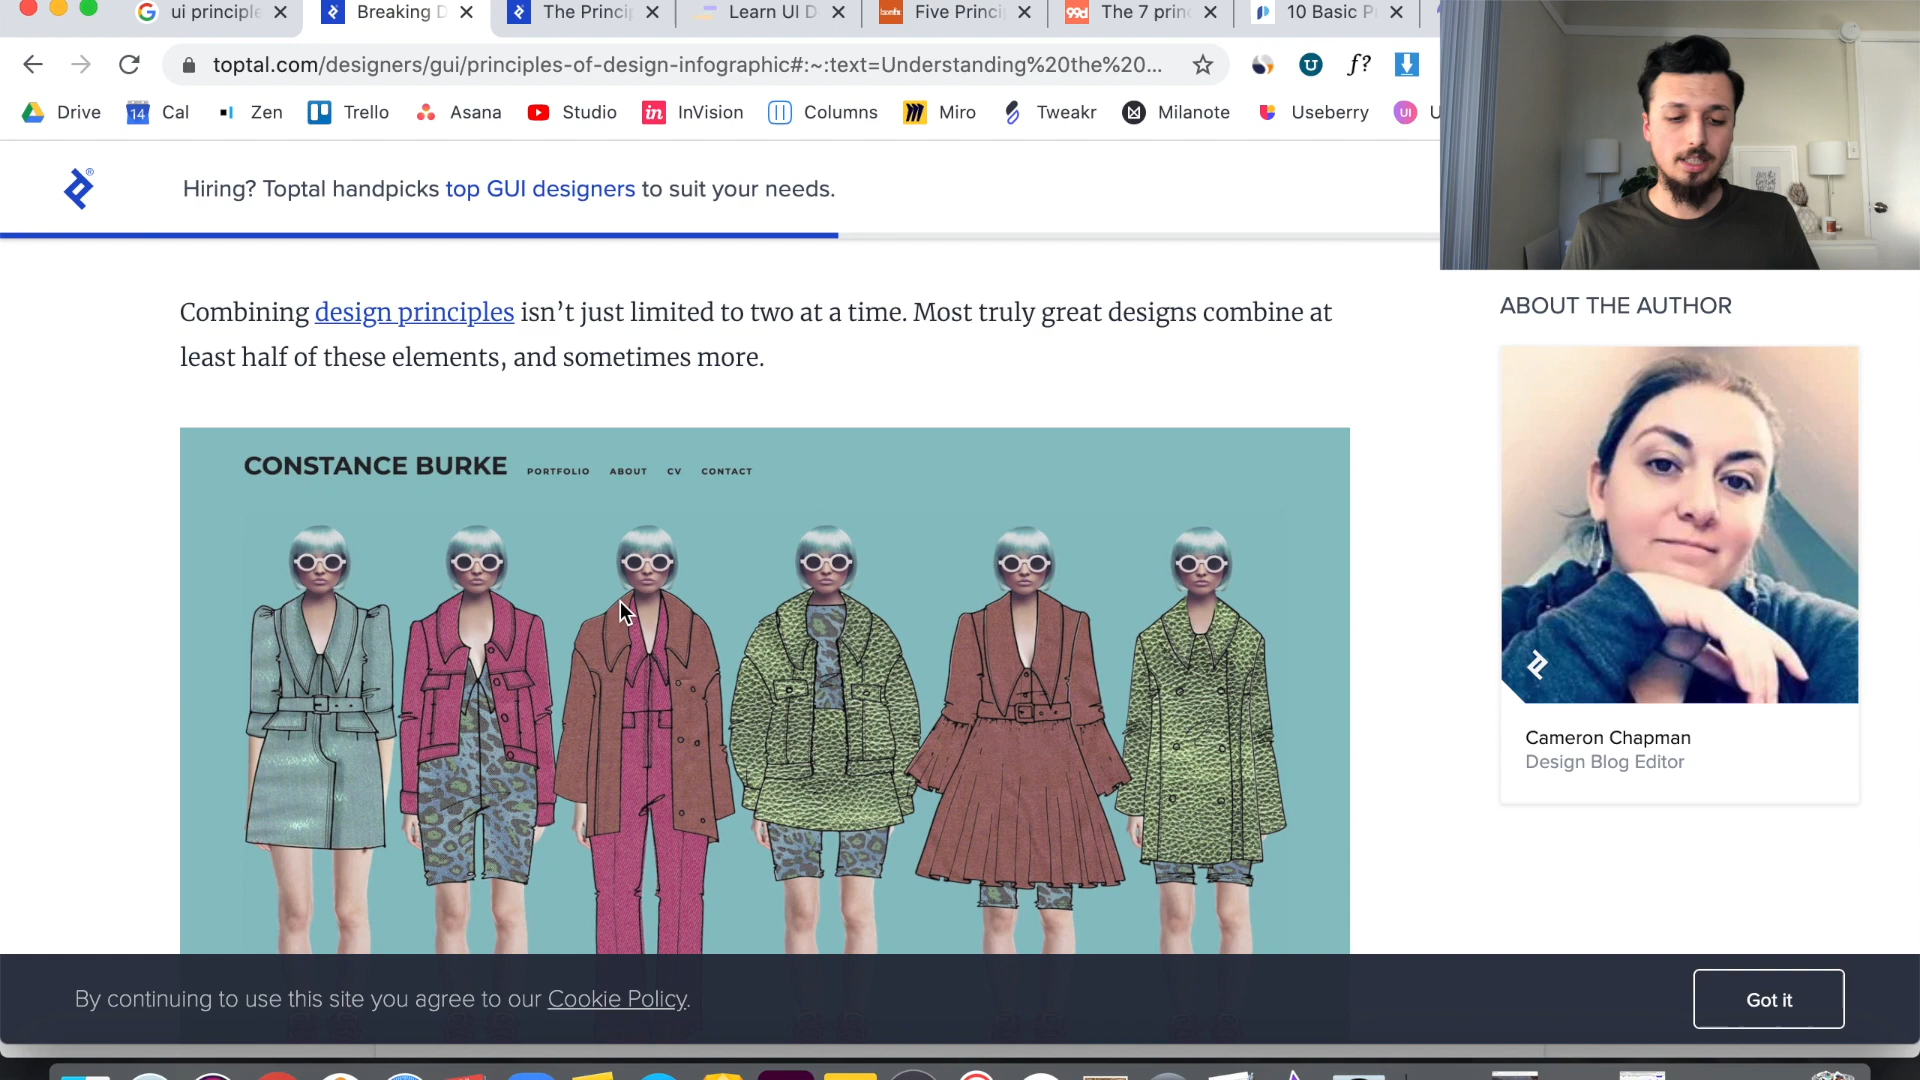 ui principle
Breaking D
The Princip
Learn UI D
Five Princi
The 7 princ
10 Basic P
toptal.com/designers/gui/principles-of-design-infographic#:~:text=Understanding%20the%20...
f?
Drive
14
Cal
Zen
Trello
Asana
Studio
in
InVision
Columns
Miro
Tweakr
Milanote
Useberry
UI
U
Hiring? Toptal handpicks top GUI designers to suit your needs.
Combining design principles isn’t just limited to two at a time. Most truly great designs combine at
least half of these elements, and sometimes more.
CONSTANCE BURKE
PORTFOLIO ABOUT CV CONTACT
ABOUT THE AUTHOR
Cameron Chapman
Design Blog Editor
By continuing to use this site you agree to our Cookie Policy.
Got it